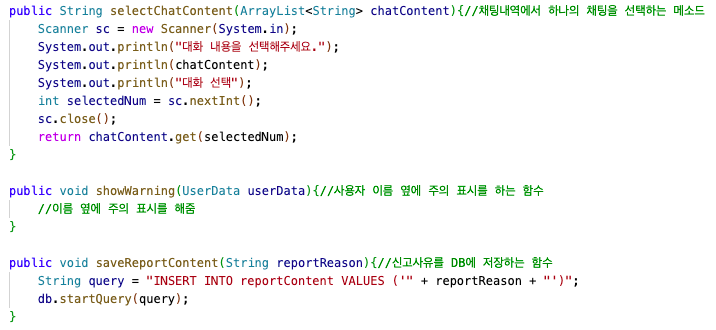 public String selectChatContent(ArrayList<String> chatContent){//채팅내역에서 하나의 채팅을 선택하는 메소드
    Scanner sc = new Scanner(System.in);
    System.out.println("대화 내용을 선택해주세요.");
    System.out.println(chatContent);
    System.out.println("대화 선택");
    int selectedNum = sc.nextInt();
    sc.close();
    return chatContent.get(selectedNum);
}

public void showWarning(UserData userData){//사용자 이름 옆에 주의 표시를 하는 함수
    //이름 옆에 주의 표시를 해줌
}

public void saveReportContent(String reportReason){//신고사유를 DB에 저장하는 함수
    String query = "INSERT INTO reportContent VALUES ('" + reportReason + "')";
    db.startQuery(query);
}